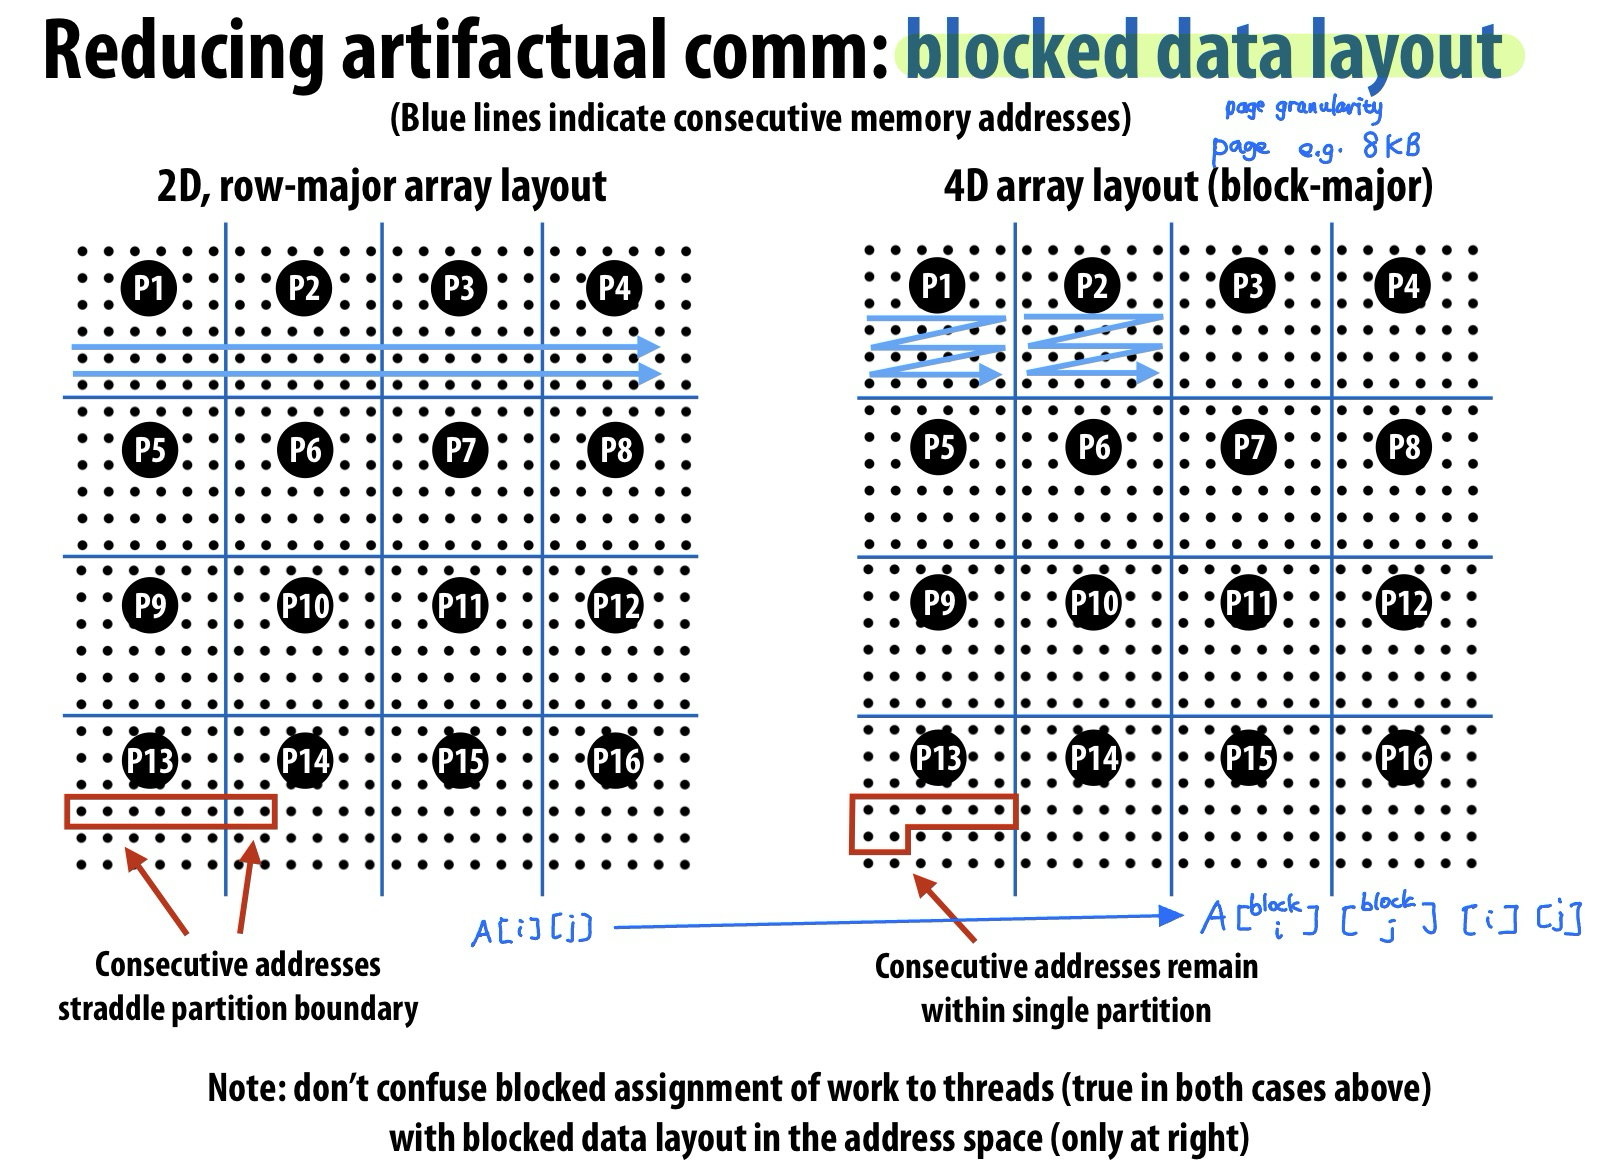 Reducing artifactual comm: blocked data layout
(Blue lines indicate consecutive memory addresses)
page granularity
page e.g. 8KB
2D, row-major array layout
4D array layout (block-major)
P1 P2 P3 P4
P5 P6 P7 P8
P9 P10 P11 P12
P13 P14 P15 P16
P1 P2 P3 P4
P5 P6 P7 P8
P9 P10 P11 P12
P13 P14 P15 P16
A[i][j]
A[block i][block j][i][j]
Consecutive addresses
straddle partition boundary
Consecutive addresses remain
within single partition
Note: don’t confuse blocked assignment of work to threads (true in both cases above)
with blocked data layout in the address space (only at right)